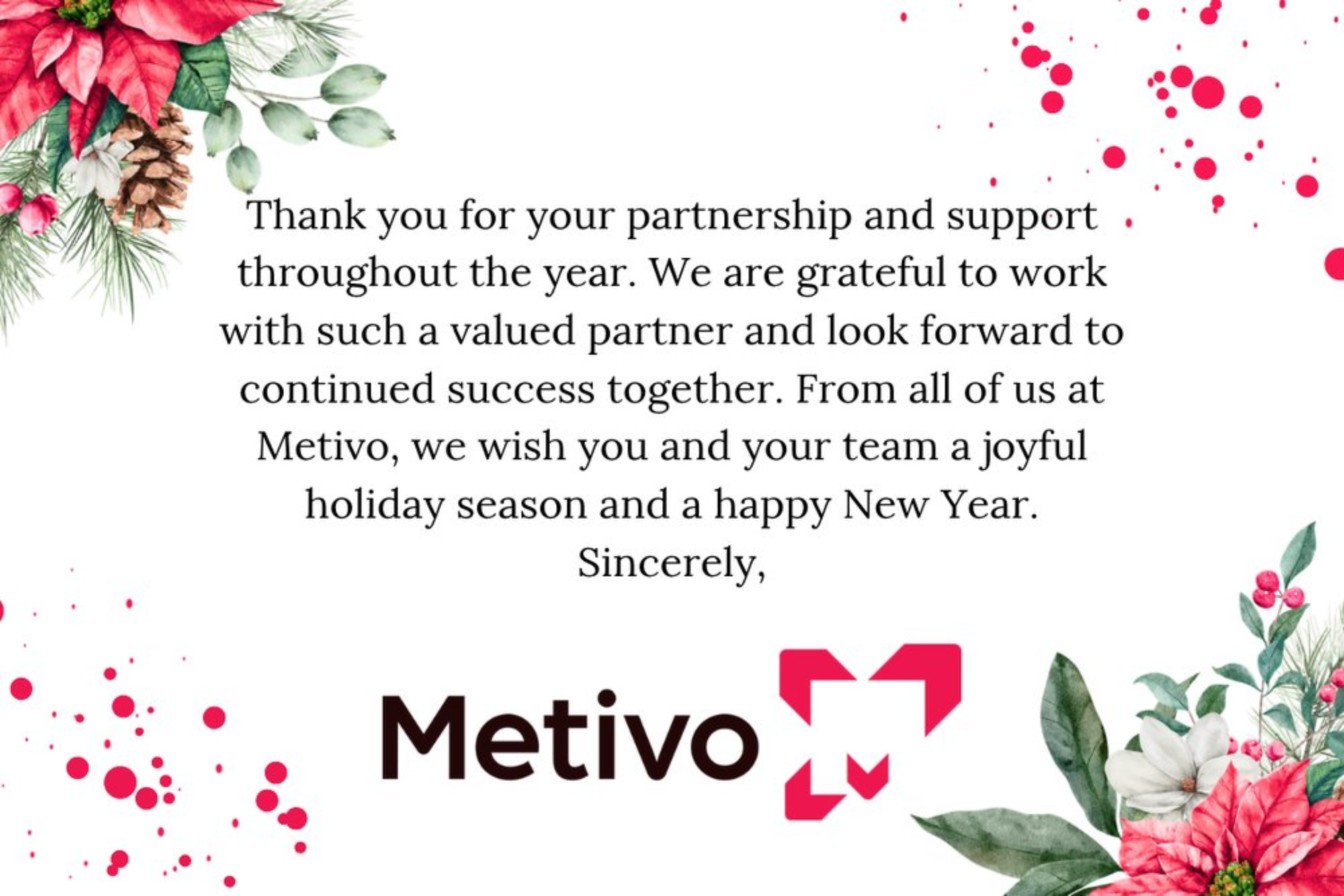 Thank you for your partnership and support
throughout the year. We are grateful to work
with such a valued partner and look forward to
continued success together. From all of us at
Metivo, we wish you and your team a joyful
holiday season and a happy New Year.
Sincerely,
Metivo